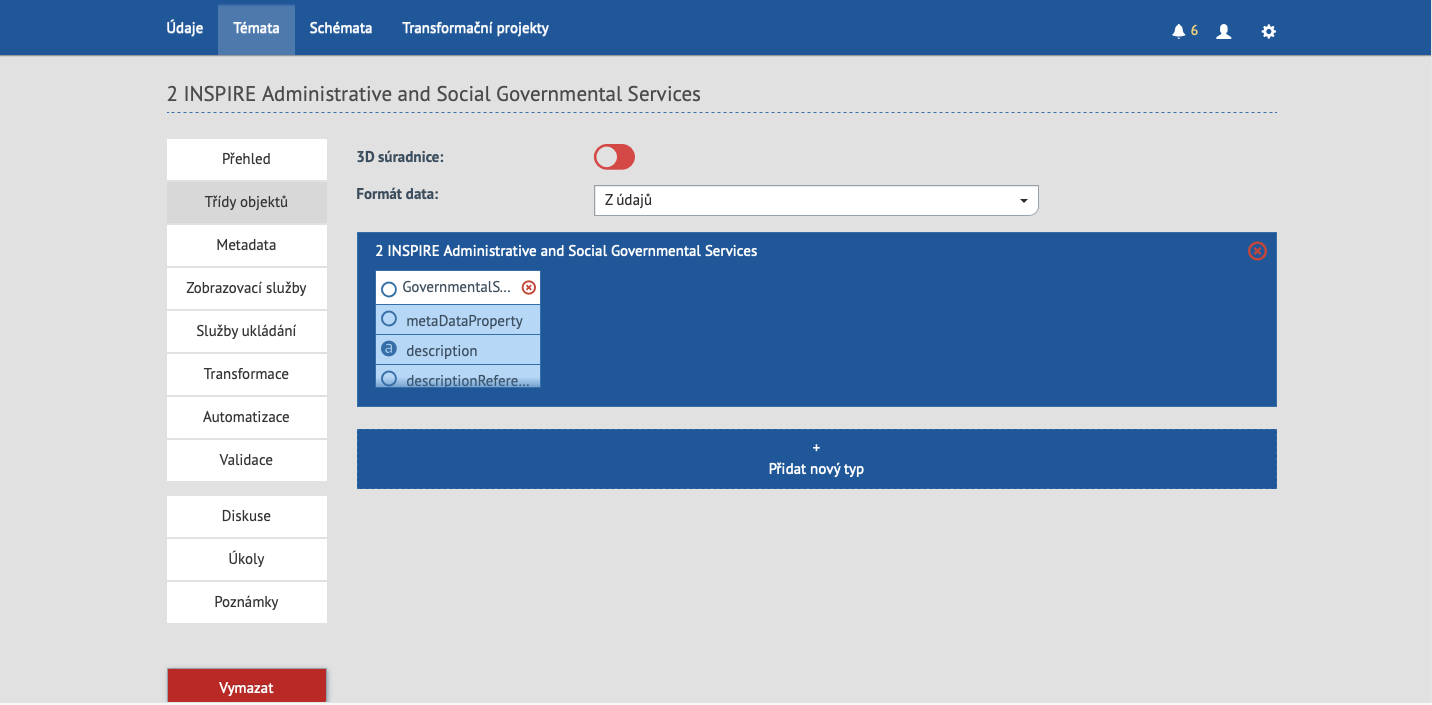 Údaje
Témata
Schémata
Transformační projekty
6
2 INSPIRE Administrative and Social Governmental Services
Přehled
Třídy objektů
Metadata
Zobrazovací služby
Služby ukládání
Transformace
Automatizace
Validace
Diskuse
Úkoly
Poznámky
Vymazat
3D súradnice:
Formát data:
Z údajů
2 INSPIRE Administrative and Social Governmental Services
GovernmentalS...
metaDataProperty
a description
descriptionRefere...
+
Přidat nový typ